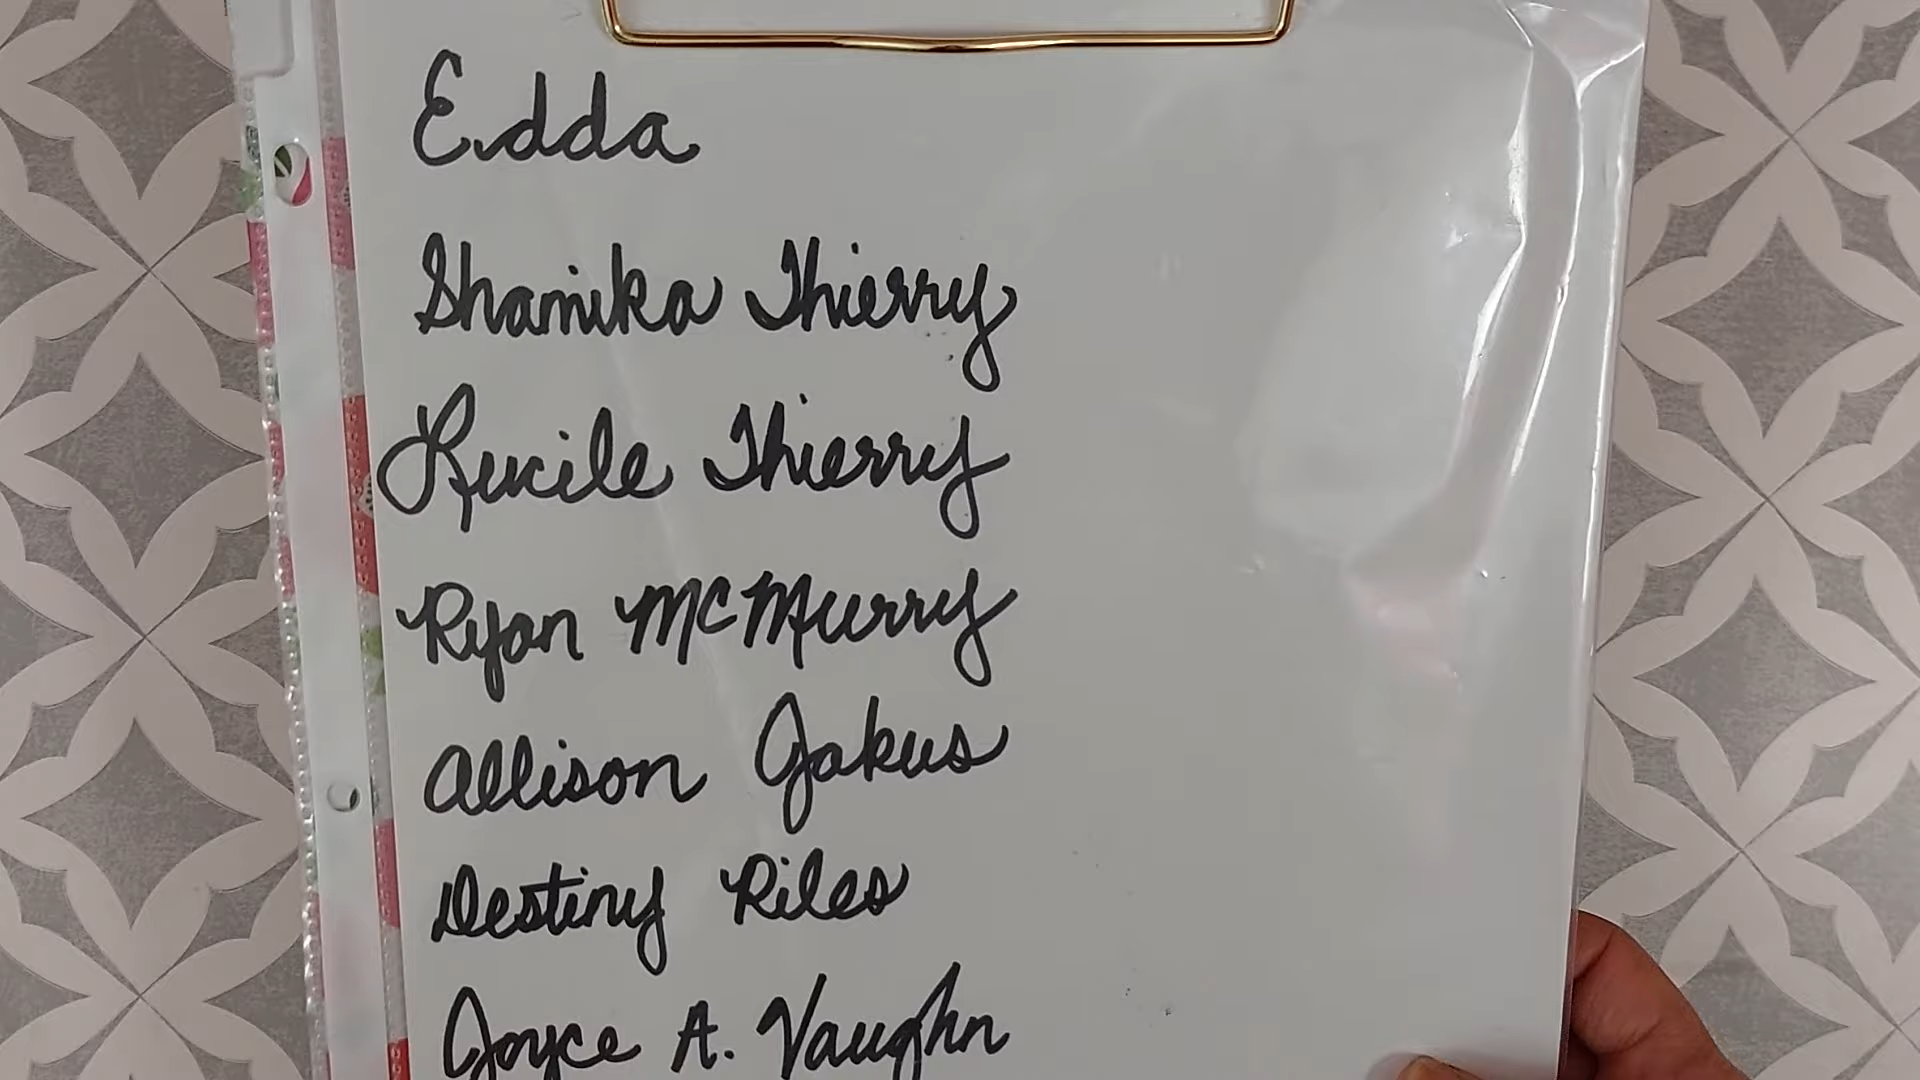 Edda
Shamika Thierry
Lucile Thierry
Ryan McMurry
Allison Jakus
Destiny Riles
Joyce A. Vaughn